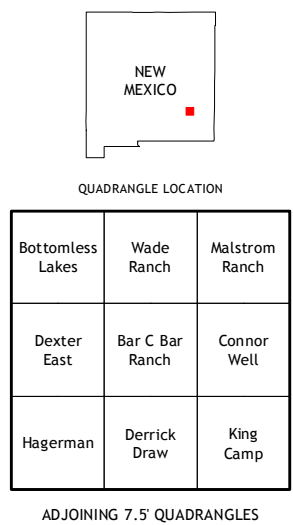 NEW
MEXICO
QUADRANGLE LOCATION
Bottomless
Lakes
Wade
Ranch
Malstrom
Ranch
Dexter
East
Bar C Bar
Ranch
Connor
Well
Hagerman
Derrick
Draw
King
Camp
ADJOINING 7.5' QUADRANGLES